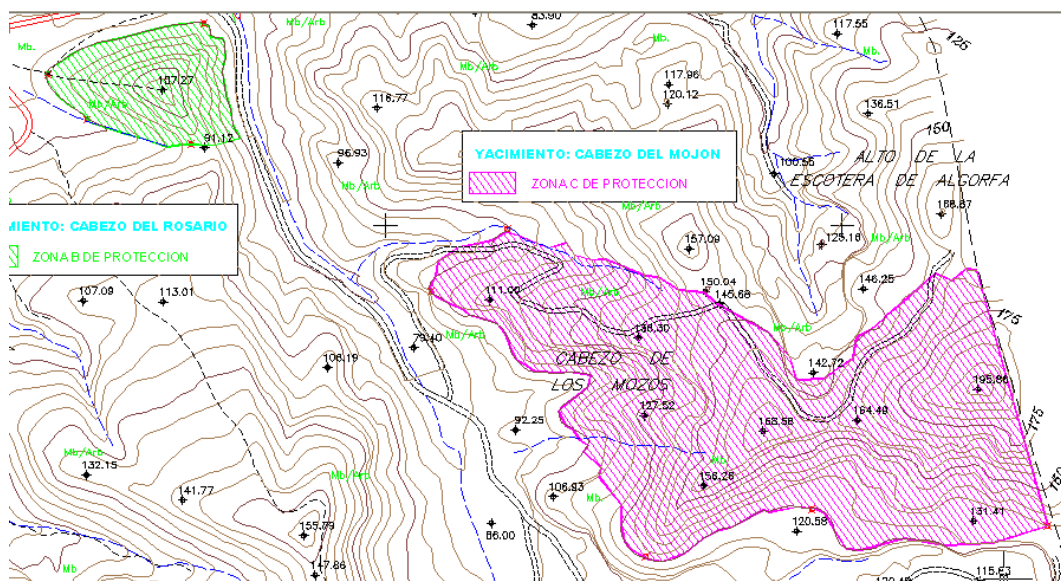 83.90
117.55
Mb/Arb
Mb.
Mb.
Mb.
125
Mb/Arb
117.96
107.27
116.77
120.12
136.51
Mb/Arb
150
91.12
96.93
YACIMIENTO: CABEZO DEL MOJON
ZONA C DE PROTECCION
100.55
ALTO DE LA
ESCOTERA DE ALGORFA
Mb/Arb
Mb/Arb
MIENTO: CABEZO DEL ROSARIO
ZONA B DE PROTECCION
157.09
125.16
Mb/Arb
107.09
113.01
111.00
Mb/Arb
150.04
145.68
146.25
175
79.40
Mb/Arb
Mb/Arb
106.19
CABEZO DE
LOS MOZOS
142.72
195.86
127.52
92.25
168.58
164.49
175
Mb/Arb
132.15
Mb/Arb
Mb.
156.26
141.77
106.93
Mb.
155.79
86.00
120.58
131.41
Mb
147.86
115.63